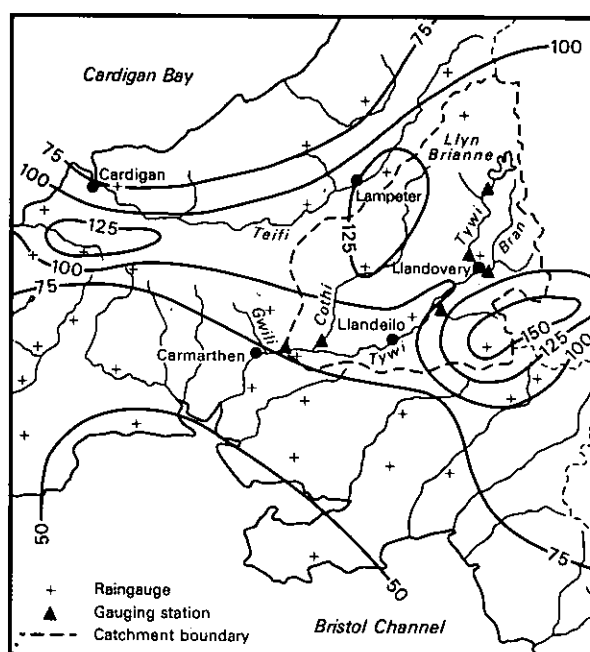 75
100
Cardigan Bay
Llyn
Brianne
75
Cardigan
100
Lampeter
Teifi
125
125
Tywi
Bran
Llandovery
100
75
Cothi
Gwili
Llandeilo
150
125
100
Carmarthen
Tywi
50
75
50
+ Raingauge
▲ Gauging station
--- Catchment boundary
Bristol Channel